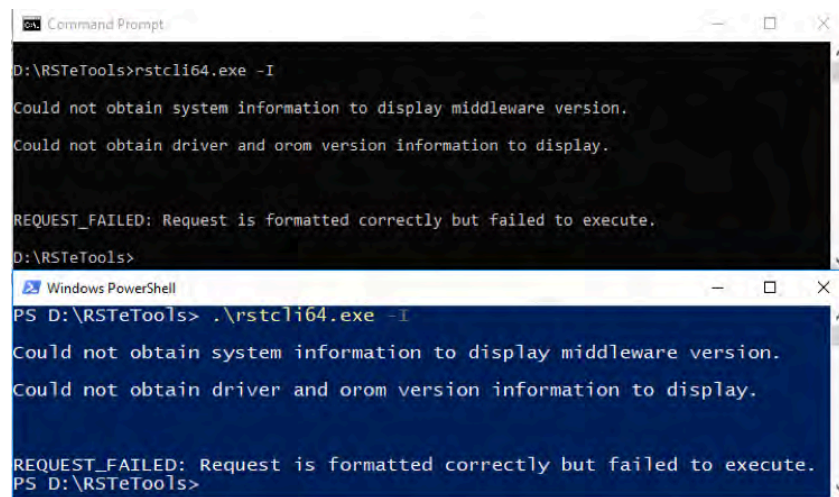 Command Prompt
D:\RSTeTools>rstcli64.exe -I
Could not obtain system information to display middleware version.
Could not obtain driver and orom version information to display.
REQUEST_FAILED: Request is formatted correctly but failed to execute.
D:\RSTeTools>
Windows PowerShell
PS D:\RSTeTools> .\rstcli64.exe -I
Could not obtain system information to display middleware version.
Could not obtain driver and orom version information to display.
REQUEST_FAILED: Request is formatted correctly but failed to execute.
PS D:\RSTeTools>